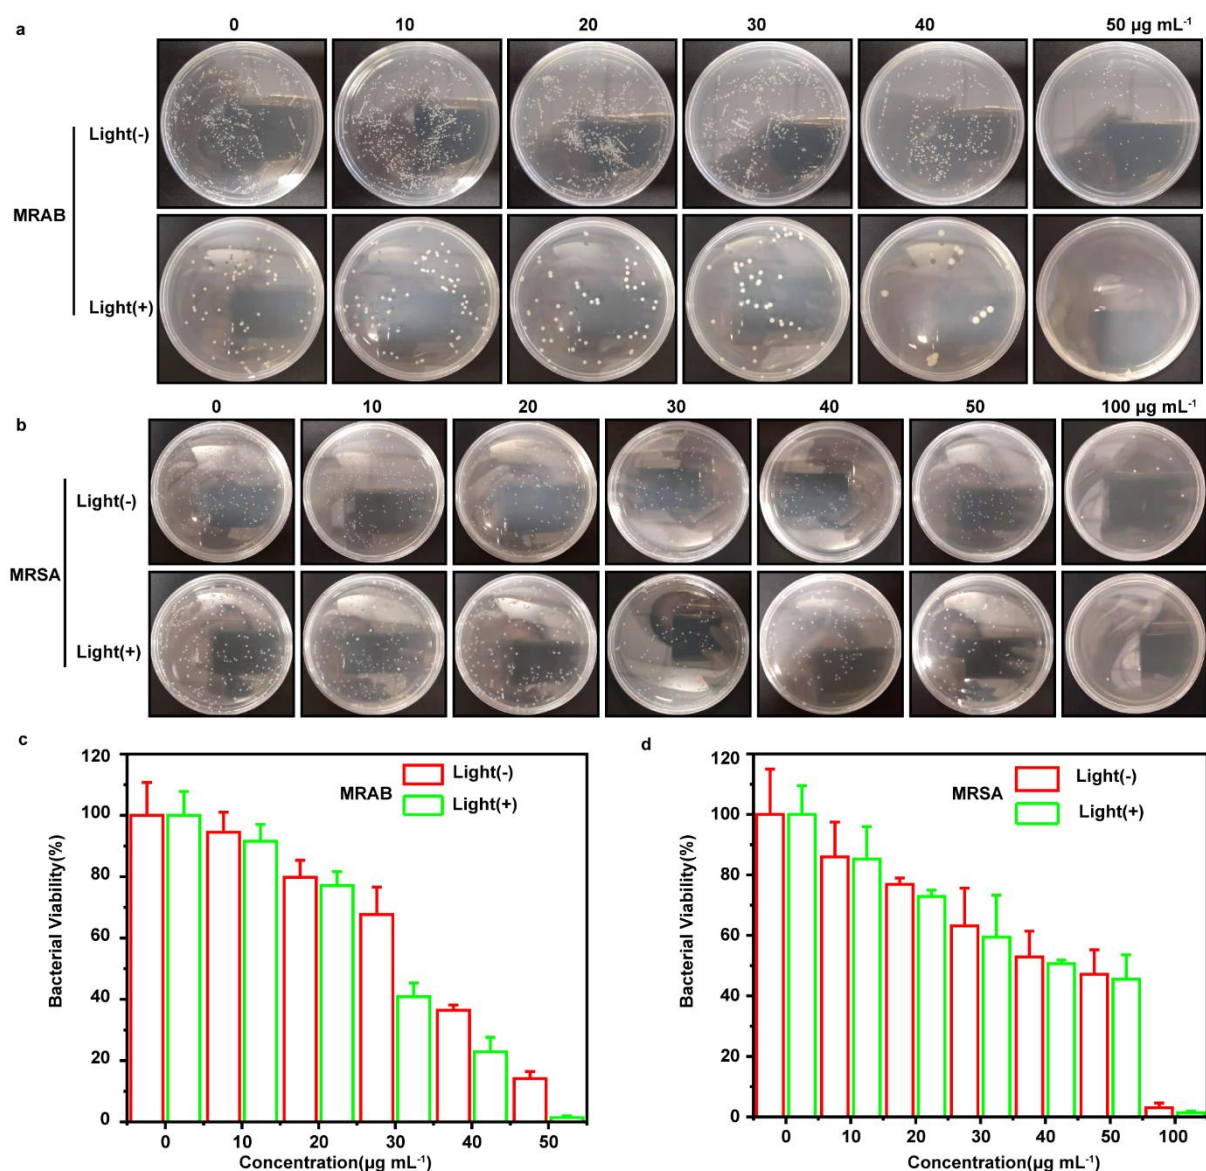 a
0 10 20 30 40 50 µg mL-1
Light(-)
MRAB
Light(+)
b
0 10 20 30 40 50 100 µg mL-1
Light(-)
MRSA
Light(+)
c
120
100
80
60
40
20
0
Bacterial Viability(%)
MRAB
Light(-)
Light(+)
0 10 20 30 40 50
Concentration(µg mL-1)
d
120
100
80
60
40
20
0
Bacterial Viability(%)
MRSA
Light(-)
Light(+)
0 10 20 30 40 50 100
Concentration(µg mL-1)